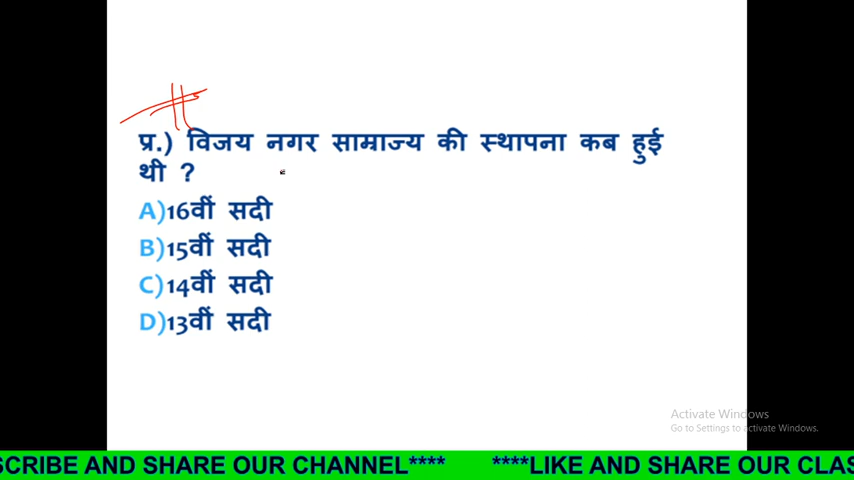 प्र.) विजय नगर साम्राज्य की स्थापना कब हुई
थी ?
A)16वीं सदी
B)15वीं सदी
C)14वीं सदी
D)13वीं सदी
Activate Windows
Go to Settings to activate Windows.
SCRIBE AND SHARE OUR CHANNEL**** ****LIKE AND SHARE OUR CLAS